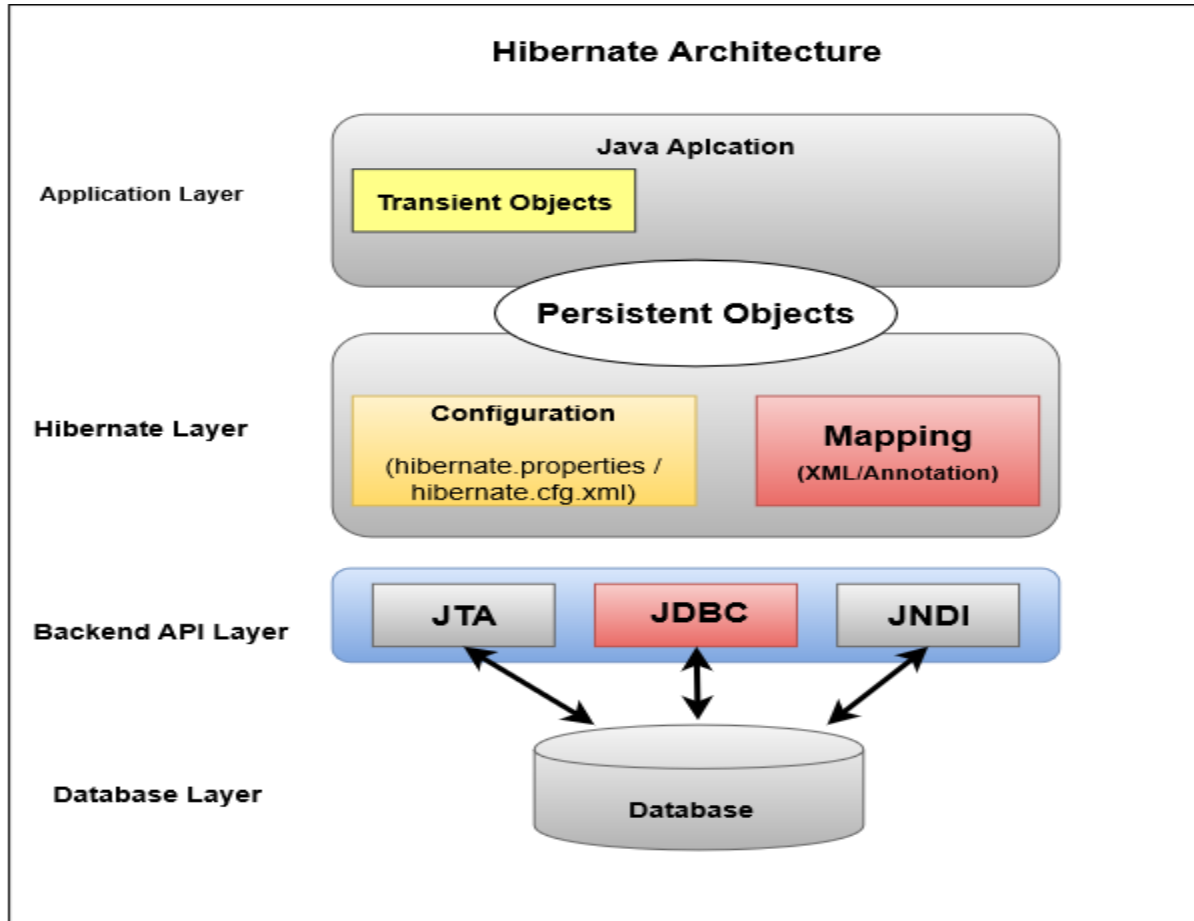 Hibernate Architecture
Java Aplcation
Application Layer
Transient Objects
Persistent Objects
Hibernate Layer
Configuration
(hibernate.properties /
hibernate.cfg.xml)
Mapping
(XML/Annotation)
Backend API Layer
JTA
JDBC
JNDI
Database Layer
Database